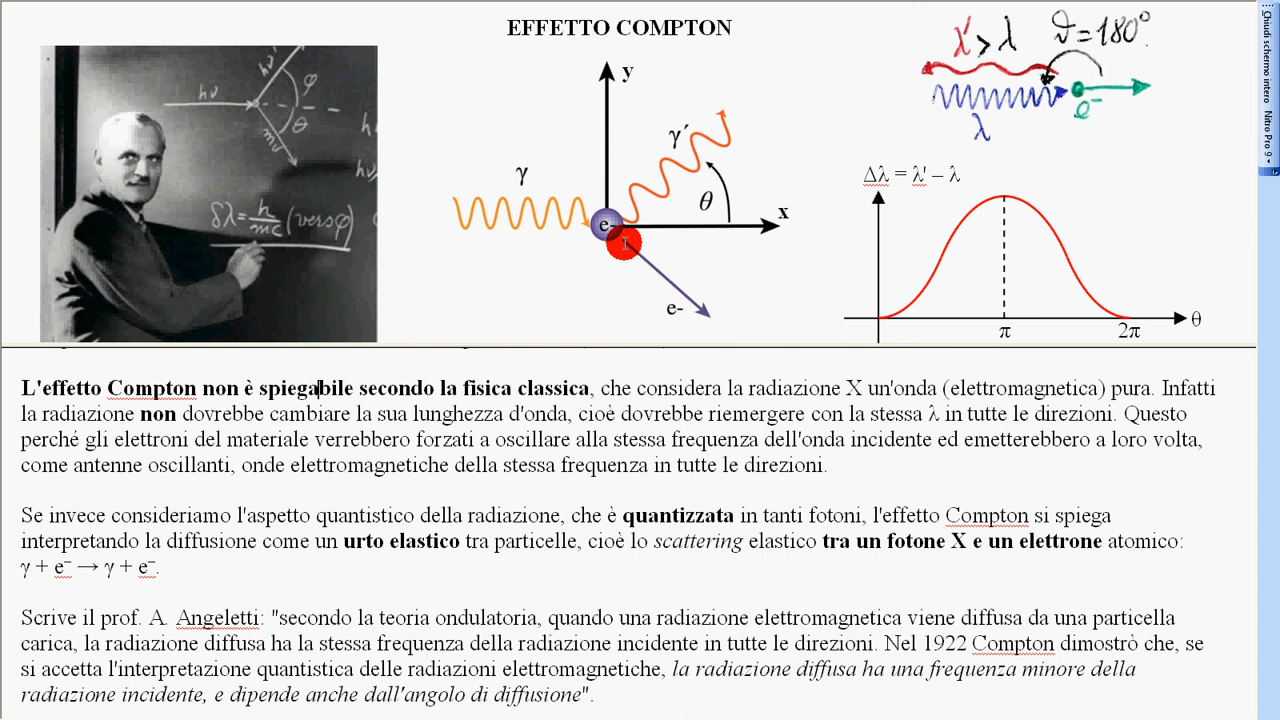 EFFETTO COMPTON
hν
hν'
φ
θ
mv
δλ = h/mc (vers φ)
y
γ
γ´
θ
x
e-
e-
λ' > λ
ϑ = 180°
λ
e⁻
Δλ = λ' – λ
π
2π
θ
L'effetto Compton non è spiegabile secondo la fisica classica, che considera la radiazione X un'onda (elettromagnetica) pura. Infatti
la radiazione non dovrebbe cambiare la sua lunghezza d'onda, cioè dovrebbe riemergere con la stessa λ in tutte le direzioni. Questo
perché gli elettroni del materiale verrebbero forzati a oscillare alla stessa frequenza dell'onda incidente ed emetterebbero a loro volta,
come antenne oscillanti, onde elettromagnetiche della stessa frequenza in tutte le direzioni.
Se invece consideriamo l'aspetto quantistico della radiazione, che è quantizzata in tanti fotoni, l'effetto Compton si spiega
interpretando la diffusione come un urto elastico tra particelle, cioè lo scattering elastico tra un fotone X e un elettrone atomico:
γ + e⁻ → γ + e⁻.
Scrive il prof. A. Angeletti: "secondo la teoria ondulatoria, quando una radiazione elettromagnetica viene diffusa da una particella
carica, la radiazione diffusa ha la stessa frequenza della radiazione incidente in tutte le direzioni. Nel 1922 Compton dimostrò che, se
si accetta l'interpretazione quantistica delle radiazioni elettromagnetiche, la radiazione diffusa ha una frequenza minore della
radiazione incidente, e dipende anche dall'angolo di diffusione".
Chiudi schermo intero
Nitro Pro 9